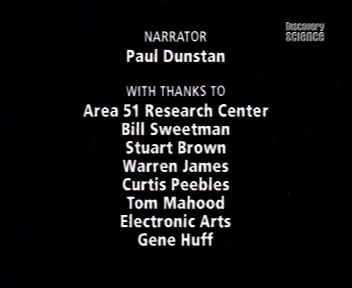 NARRATOR
Paul Dunstan
Discovery
SCIENCE
WITH THANKS TO
Area 51 Research Center
Bill Sweetman
Stuart Brown
Warren James
Curtis Peebles
Tom Mahood
Electronic Arts
Gene Huff